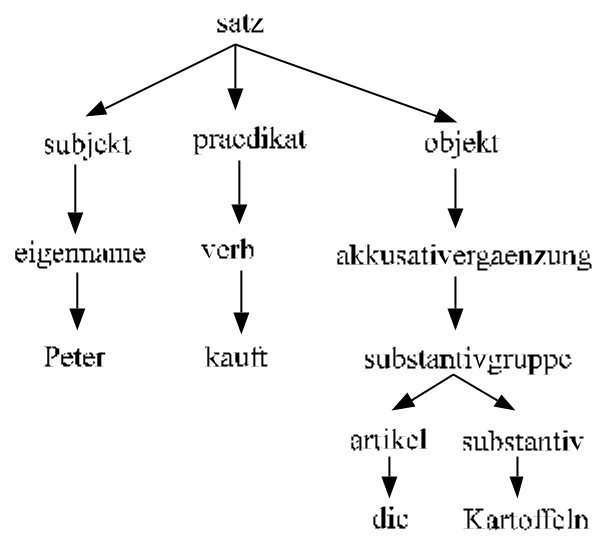 satz
subjekt praedikat objekt
eigenname verb akkusativergaenzung
Peter kauft substantivgruppe
artikel substantiv
die Kartoffeln